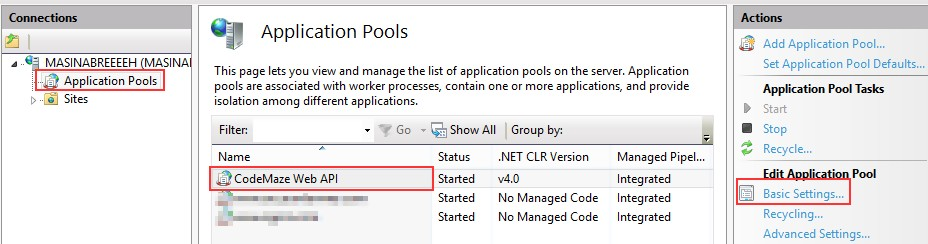 Connections
MASINABREEEEH (MASINA
Application Pools
Sites
Application Pools
This page lets you view and manage the list of application pools on the server. Application
pools are associated with worker processes, contain one or more applications, and provide
isolation among different applications.
Filter: Go Show All Group by:
Name Status .NET CLR Version Managed Pipel...
CodeMaze Web API Started v4.0 Integrated
Started No Managed Code Integrated
Started No Managed Code Integrated
Actions
Add Application Pool...
Set Application Pool Defaults...
Application Pool Tasks
Start
Stop
Recycle...
Edit Application Pool
Basic Settings...
Recycling...
Advanced Settings...